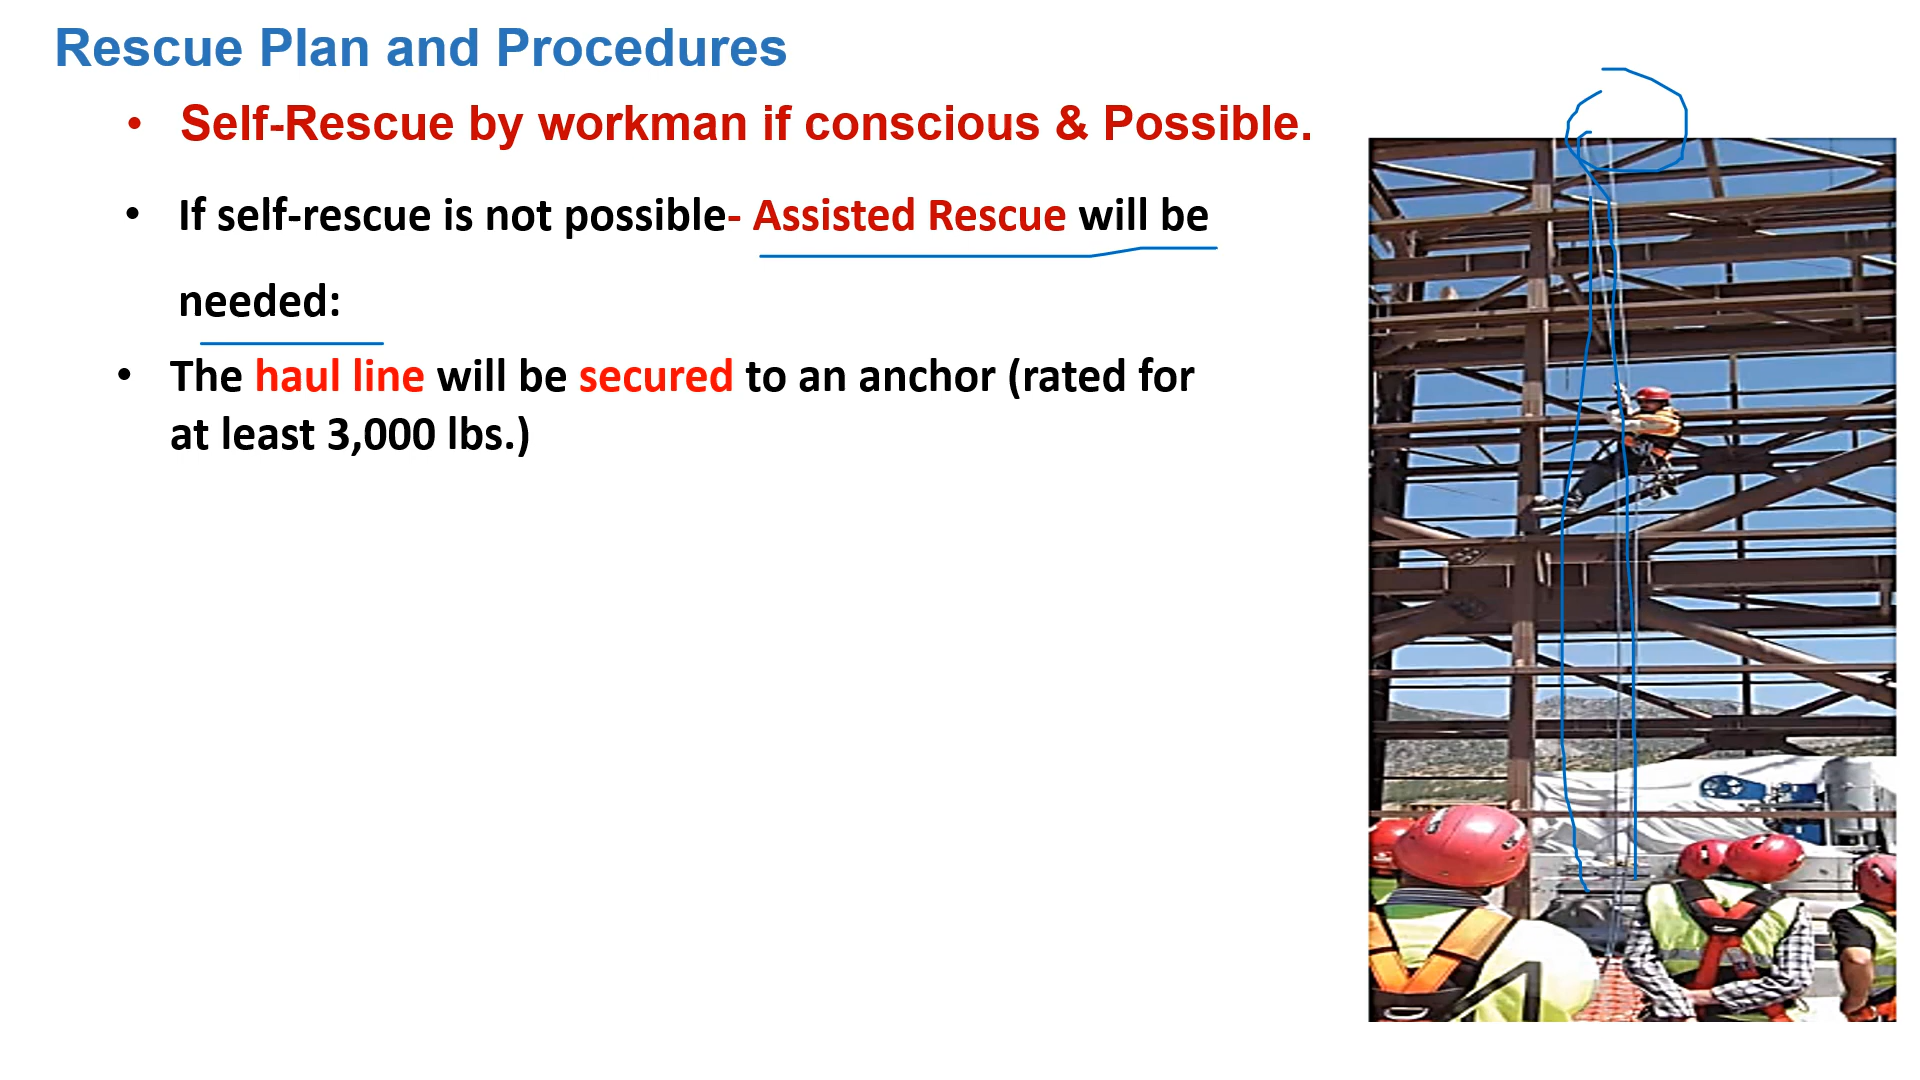 Rescue Plan and Procedures
• Self-Rescue by workman if conscious & Possible.
• If self-rescue is not possible- Assisted Rescue will be
needed:
• The haul line will be secured to an anchor (rated for
at least 3,000 lbs.)